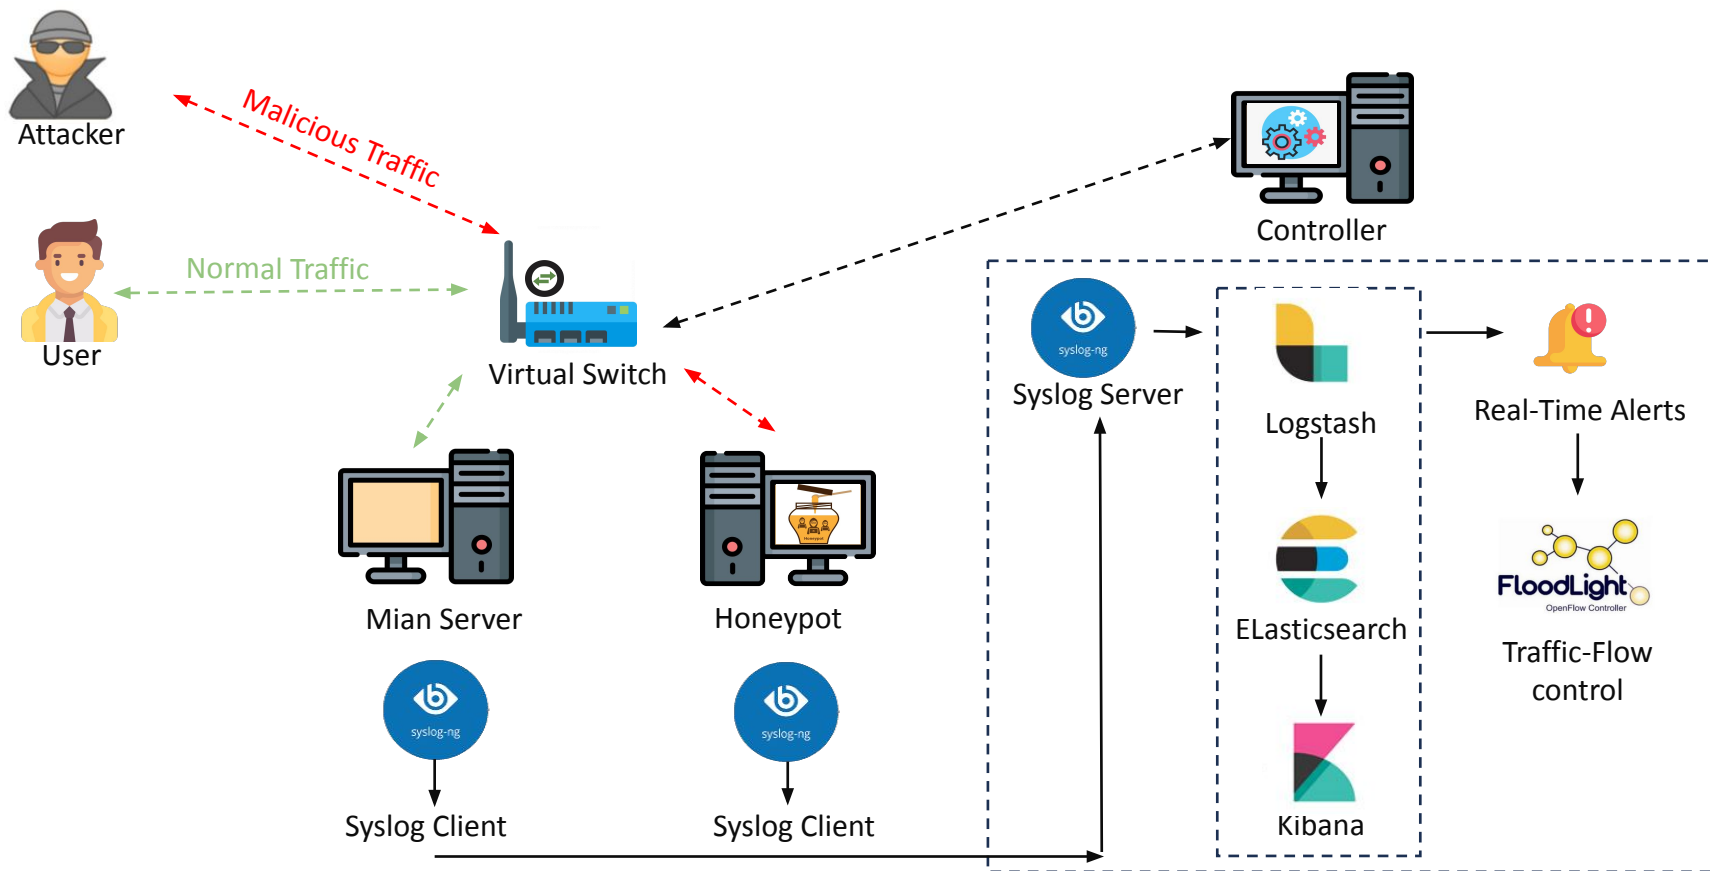 Attacker
Malicious Traffic
User
Normal Traffic
Virtual Switch
Controller
Mian Server
Honeypot
Honeypot
syslog-ng
Syslog Client
syslog-ng
Syslog Client
syslog-ng
Syslog Server
Logstash
ELasticsearch
Kibana
Real-Time Alerts
FloodLight
OpenFlow Controller
Traffic-Flow
control